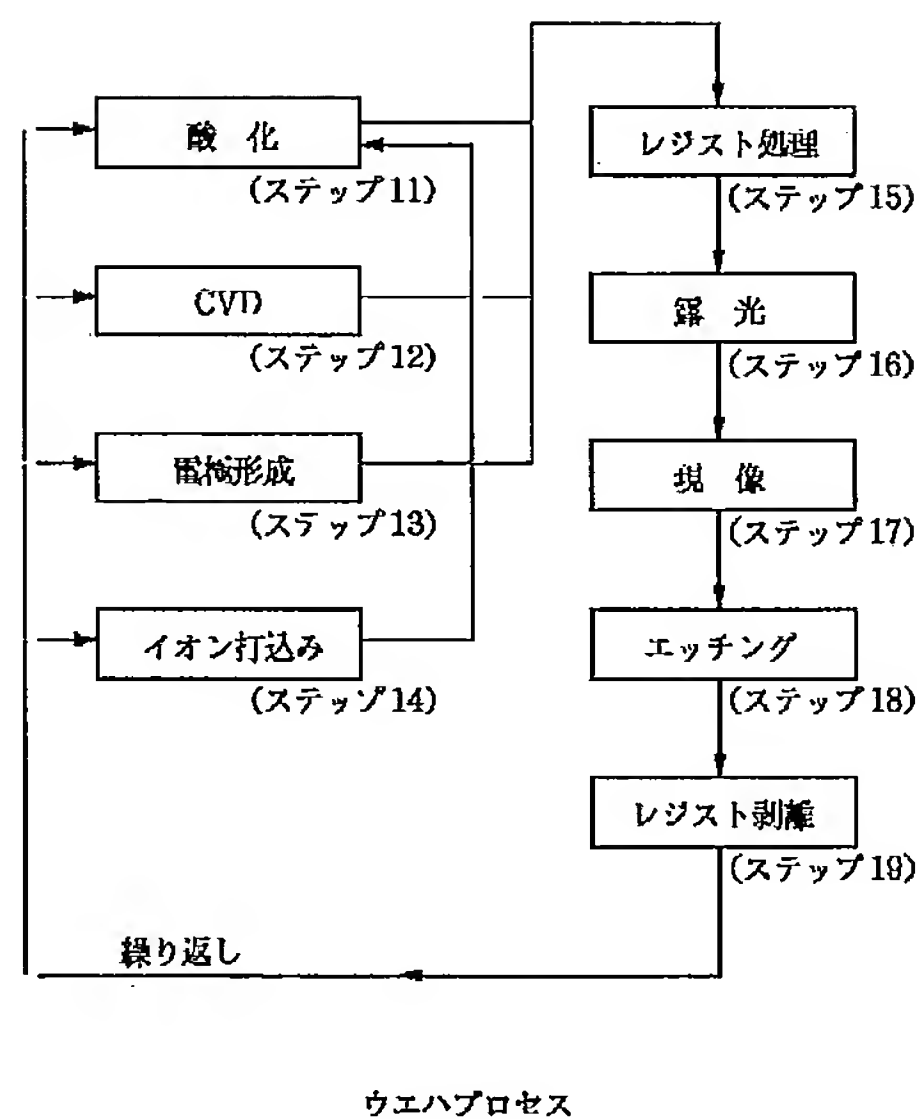 酸化
(ステップ11)
CVD
(ステップ12)
電極形成
(ステップ13)
イオン打込み
(ステップ14)
レジスト処理
(ステップ15)
露光
(ステップ16)
現像
(ステップ17)
エッチング
(ステップ18)
レジスト剥離
(ステップ19)
繰り返し
ウエハプロセス